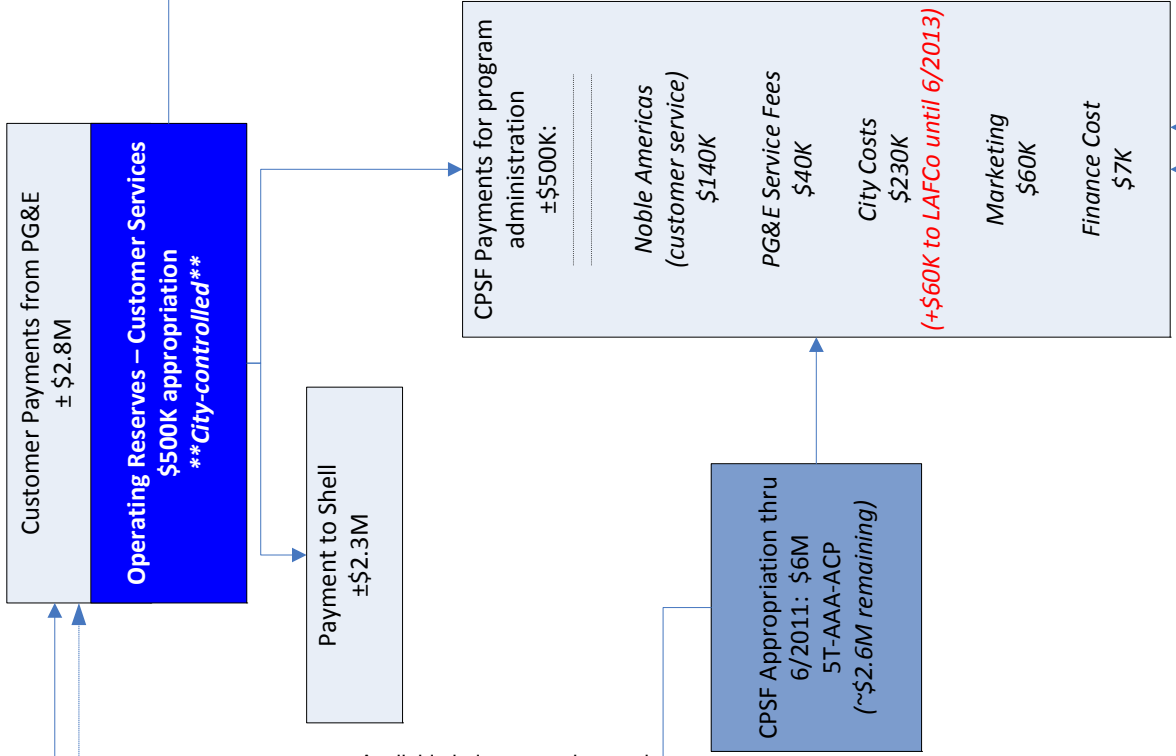 Customer Payments from PG&E
± $2.8M
Operating Reserves – Customer Services
$500K appropriation
**City-controlled**
Payment to Shell
±$2.3M
CPSF Payments for program
administration
±$500K:
Noble Americas
(customer service)
$140K
PG&E Service Fees
$40K
City Costs
$230K
(+$60K to LAFCo until 6/2013)
Marketing
$60K
Finance Cost
$7K
CPSF Appropriation thru
6/2011: $6M
5T-AAA-ACP
(~$2.6M remaining)